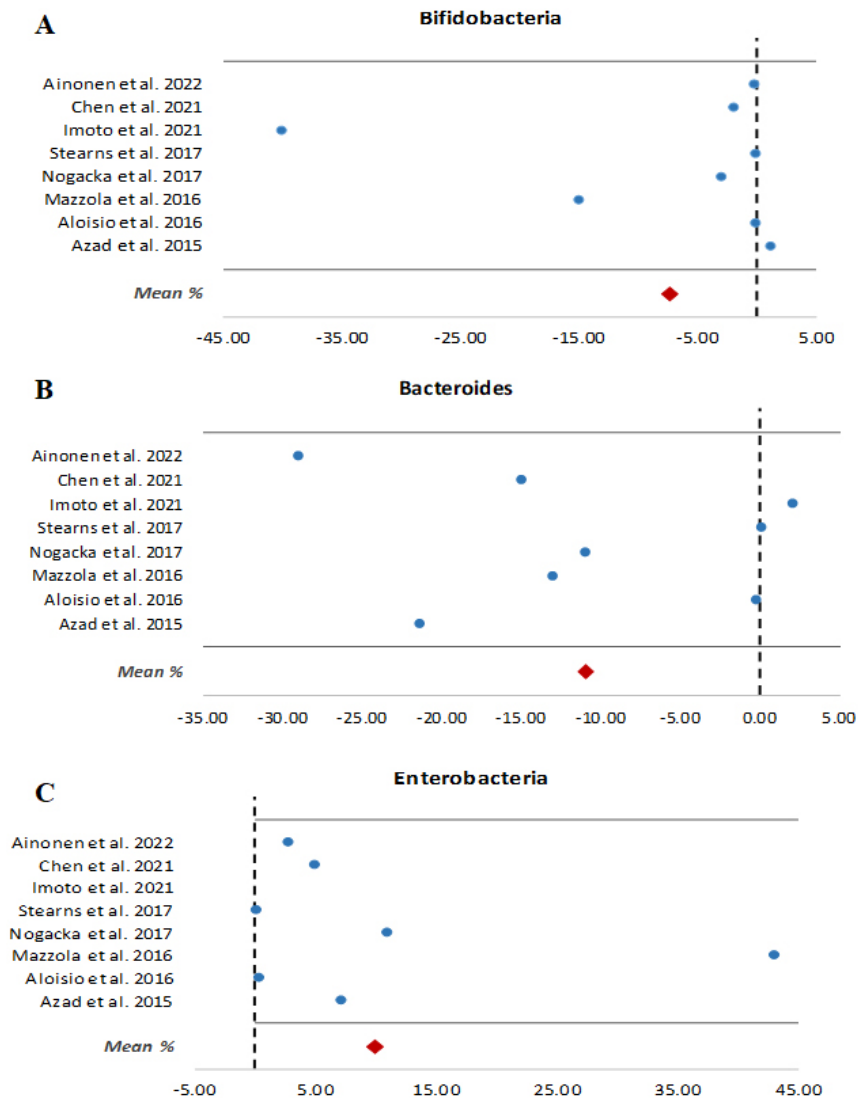 A
Bifidobacteria
Ainonen et al. 2022
Chen et al. 2021
Imoto et al. 2021
Stearns et al. 2017
Nogacka et al. 2017
Mazzola et al. 2016
Aloisio et al. 2016
Azad et al. 2015
Mean %
-45.00 -35.00 -25.00 -15.00 -5.00 5.00
B
Bacteroides
Ainonen et al. 2022
Chen et al. 2021
Imoto et al. 2021
Stearns et al. 2017
Nogacka et al. 2017
Mazzola et al. 2016
Aloisio et al. 2016
Azad et al. 2015
Mean %
-35.00 -30.00 -25.00 -20.00 -15.00 -10.00 -5.00 0.00 5.00
C
Enterobacteria
Ainonen et al. 2022
Chen et al. 2021
Imoto et al. 2021
Stearns et al. 2017
Nogacka et al. 2017
Mazzola et al. 2016
Aloisio et al. 2016
Azad et al. 2015
Mean %
-5.00 5.00 15.00 25.00 35.00 45.00